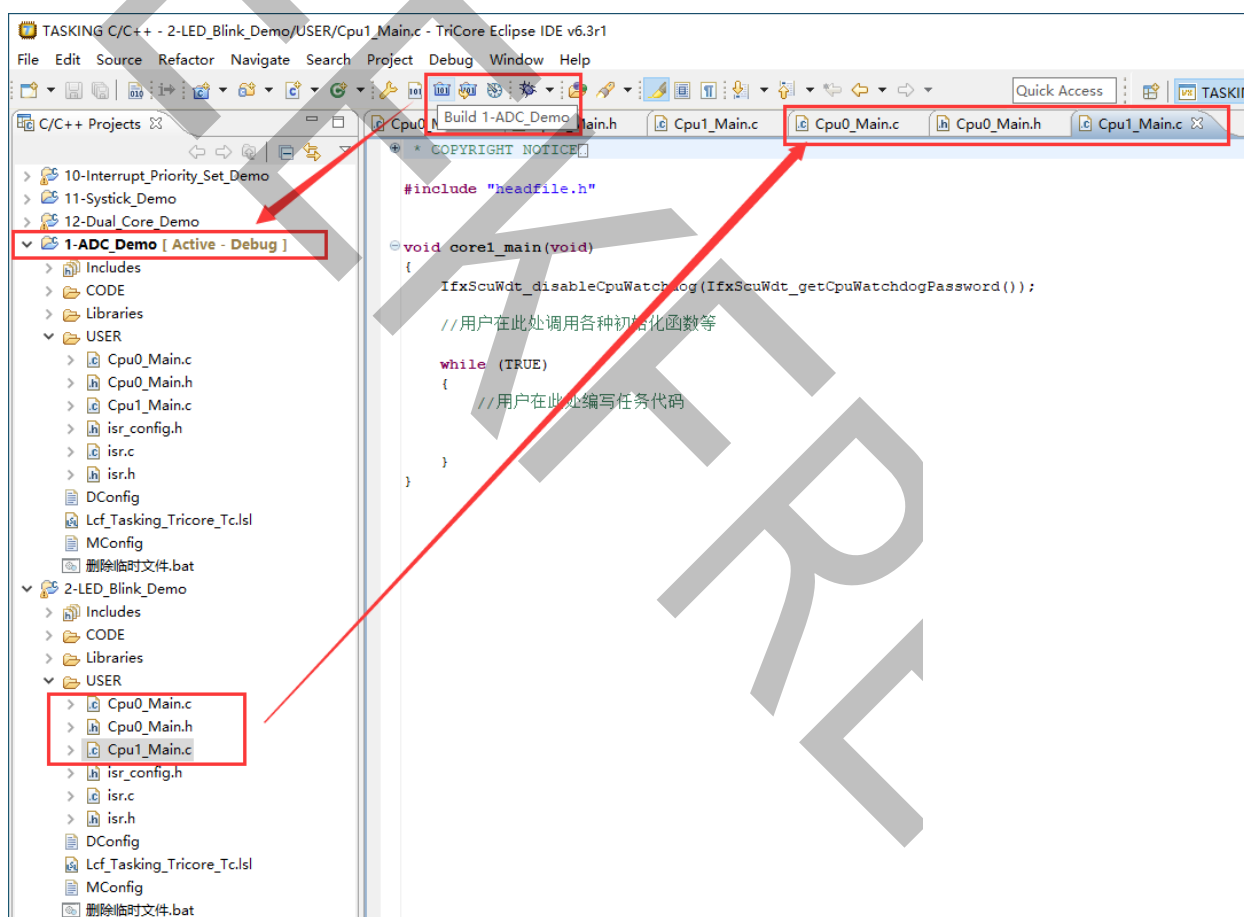 TASKING C/C++ - 2-LED_Blink_Demo/USER/Cpu1_Main.c - TriCore Eclipse IDE v6.3r1
File Edit Source Refactor Navigate Search Project Debug Window Help
Quick Access
C/C++ Projects
Build 1-ADC_Demo
Cpu1_Main.c
Cpu0_Main.c
Cpu0_Main.h
Cpu1_Main.c
10-Interrupt_Priority_Set_Demo
11-Systick_Demo
12-Dual_Core_Demo
1-ADC_Demo [ Active - Debug ]
Includes
CODE
Libraries
USER
Cpu0_Main.c
Cpu0_Main.h
Cpu1_Main.c
isr_config.h
isr.c
isr.h
DConfig
Lcf_Tasking_Tricore_Tc.lsl
MConfig
删除临时文件.bat
2-LED_Blink_Demo
Includes
CODE
Libraries
USER
Cpu0_Main.c
Cpu0_Main.h
Cpu1_Main.c
isr_config.h
isr.c
isr.h
DConfig
Lcf_Tasking_Tricore_Tc.lsl
MConfig
删除临时文件.bat
* COPYRIGHT NOTICE
#include "headfile.h"
void core1_main(void)
{
IfxScuWdt_disableCpuWatchdog(IfxScuWdt_getCpuWatchdogPassword());
//用户在此处调用各种初始化函数等
while (TRUE)
{
//用户在此处编写任务代码
}
}